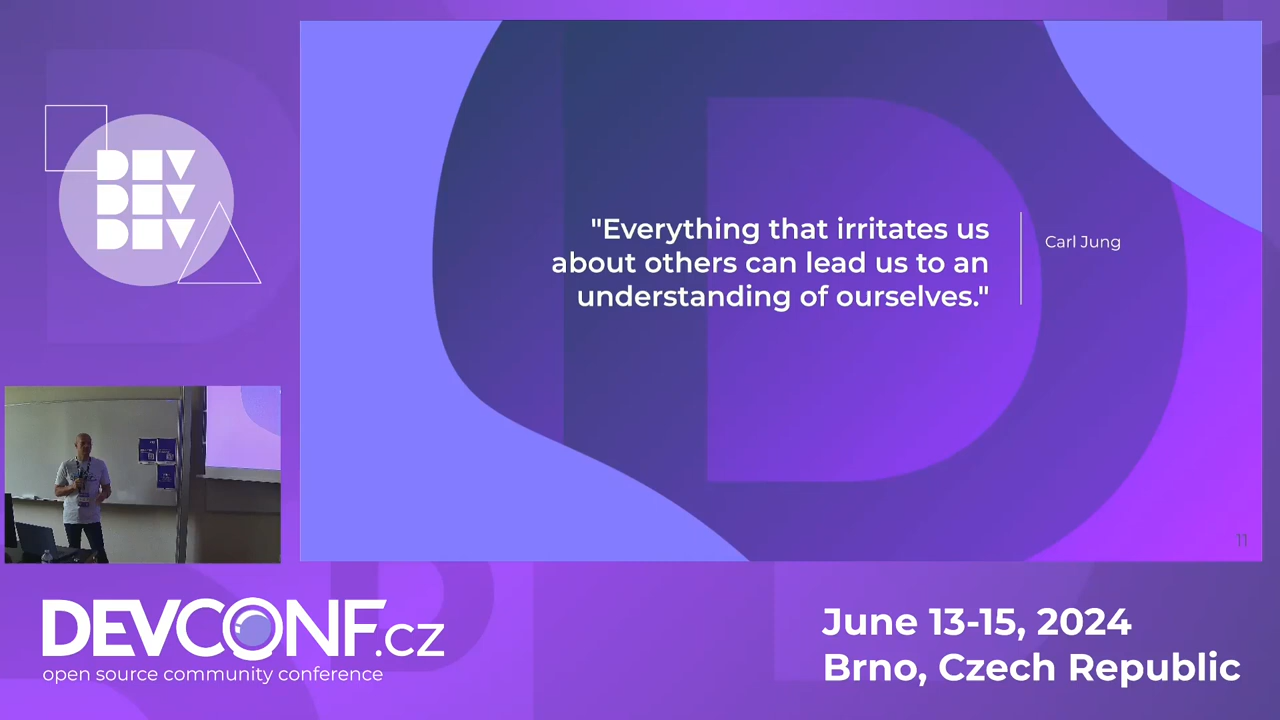 DEV
DEV
DEV
"Everything that irritates us
about others can lead us to an
understanding of ourselves."
Carl Jung
11
DEVCONF.cz
open source community conference
June 13-15, 2024
Brno, Czech Republic